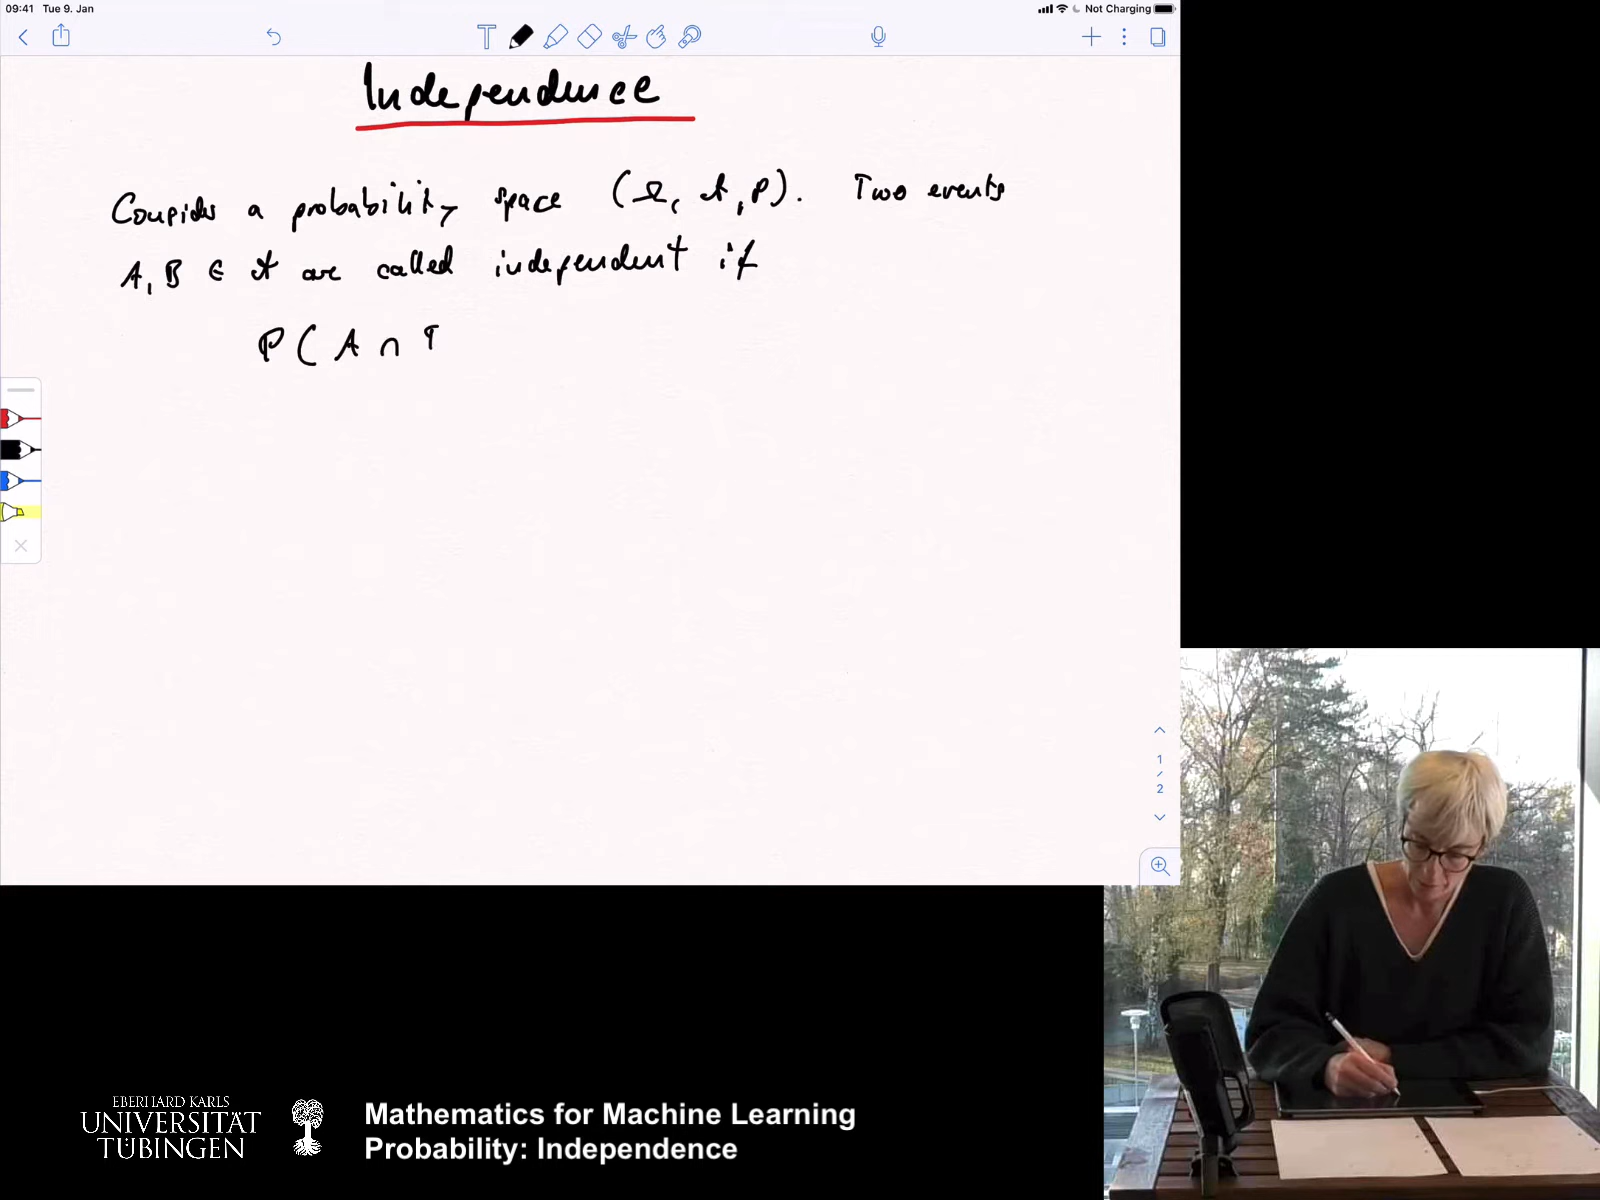 09:41 Tue 9. Jan
Not Charging
T
Independence
Consider a probability space (Ω, A, P). Two events
A, B ∈ A are called independent if
P ( A ∩
1
/
2
EBERHARD KARLS
UNIVERSITÄT
TÜBINGEN
Mathematics for Machine Learning
Probability: Independence